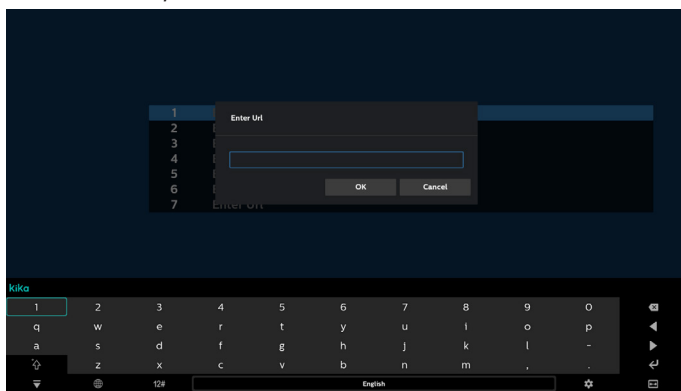 1
Enter Url
2
3
4
5
6
7 Enter Url
OK Cancel
kika
1 2 3 4 5 6 7 8 9 0
q w e r t y u i o p
a s d f g h j k l -
z x c v b n m , .
12# English